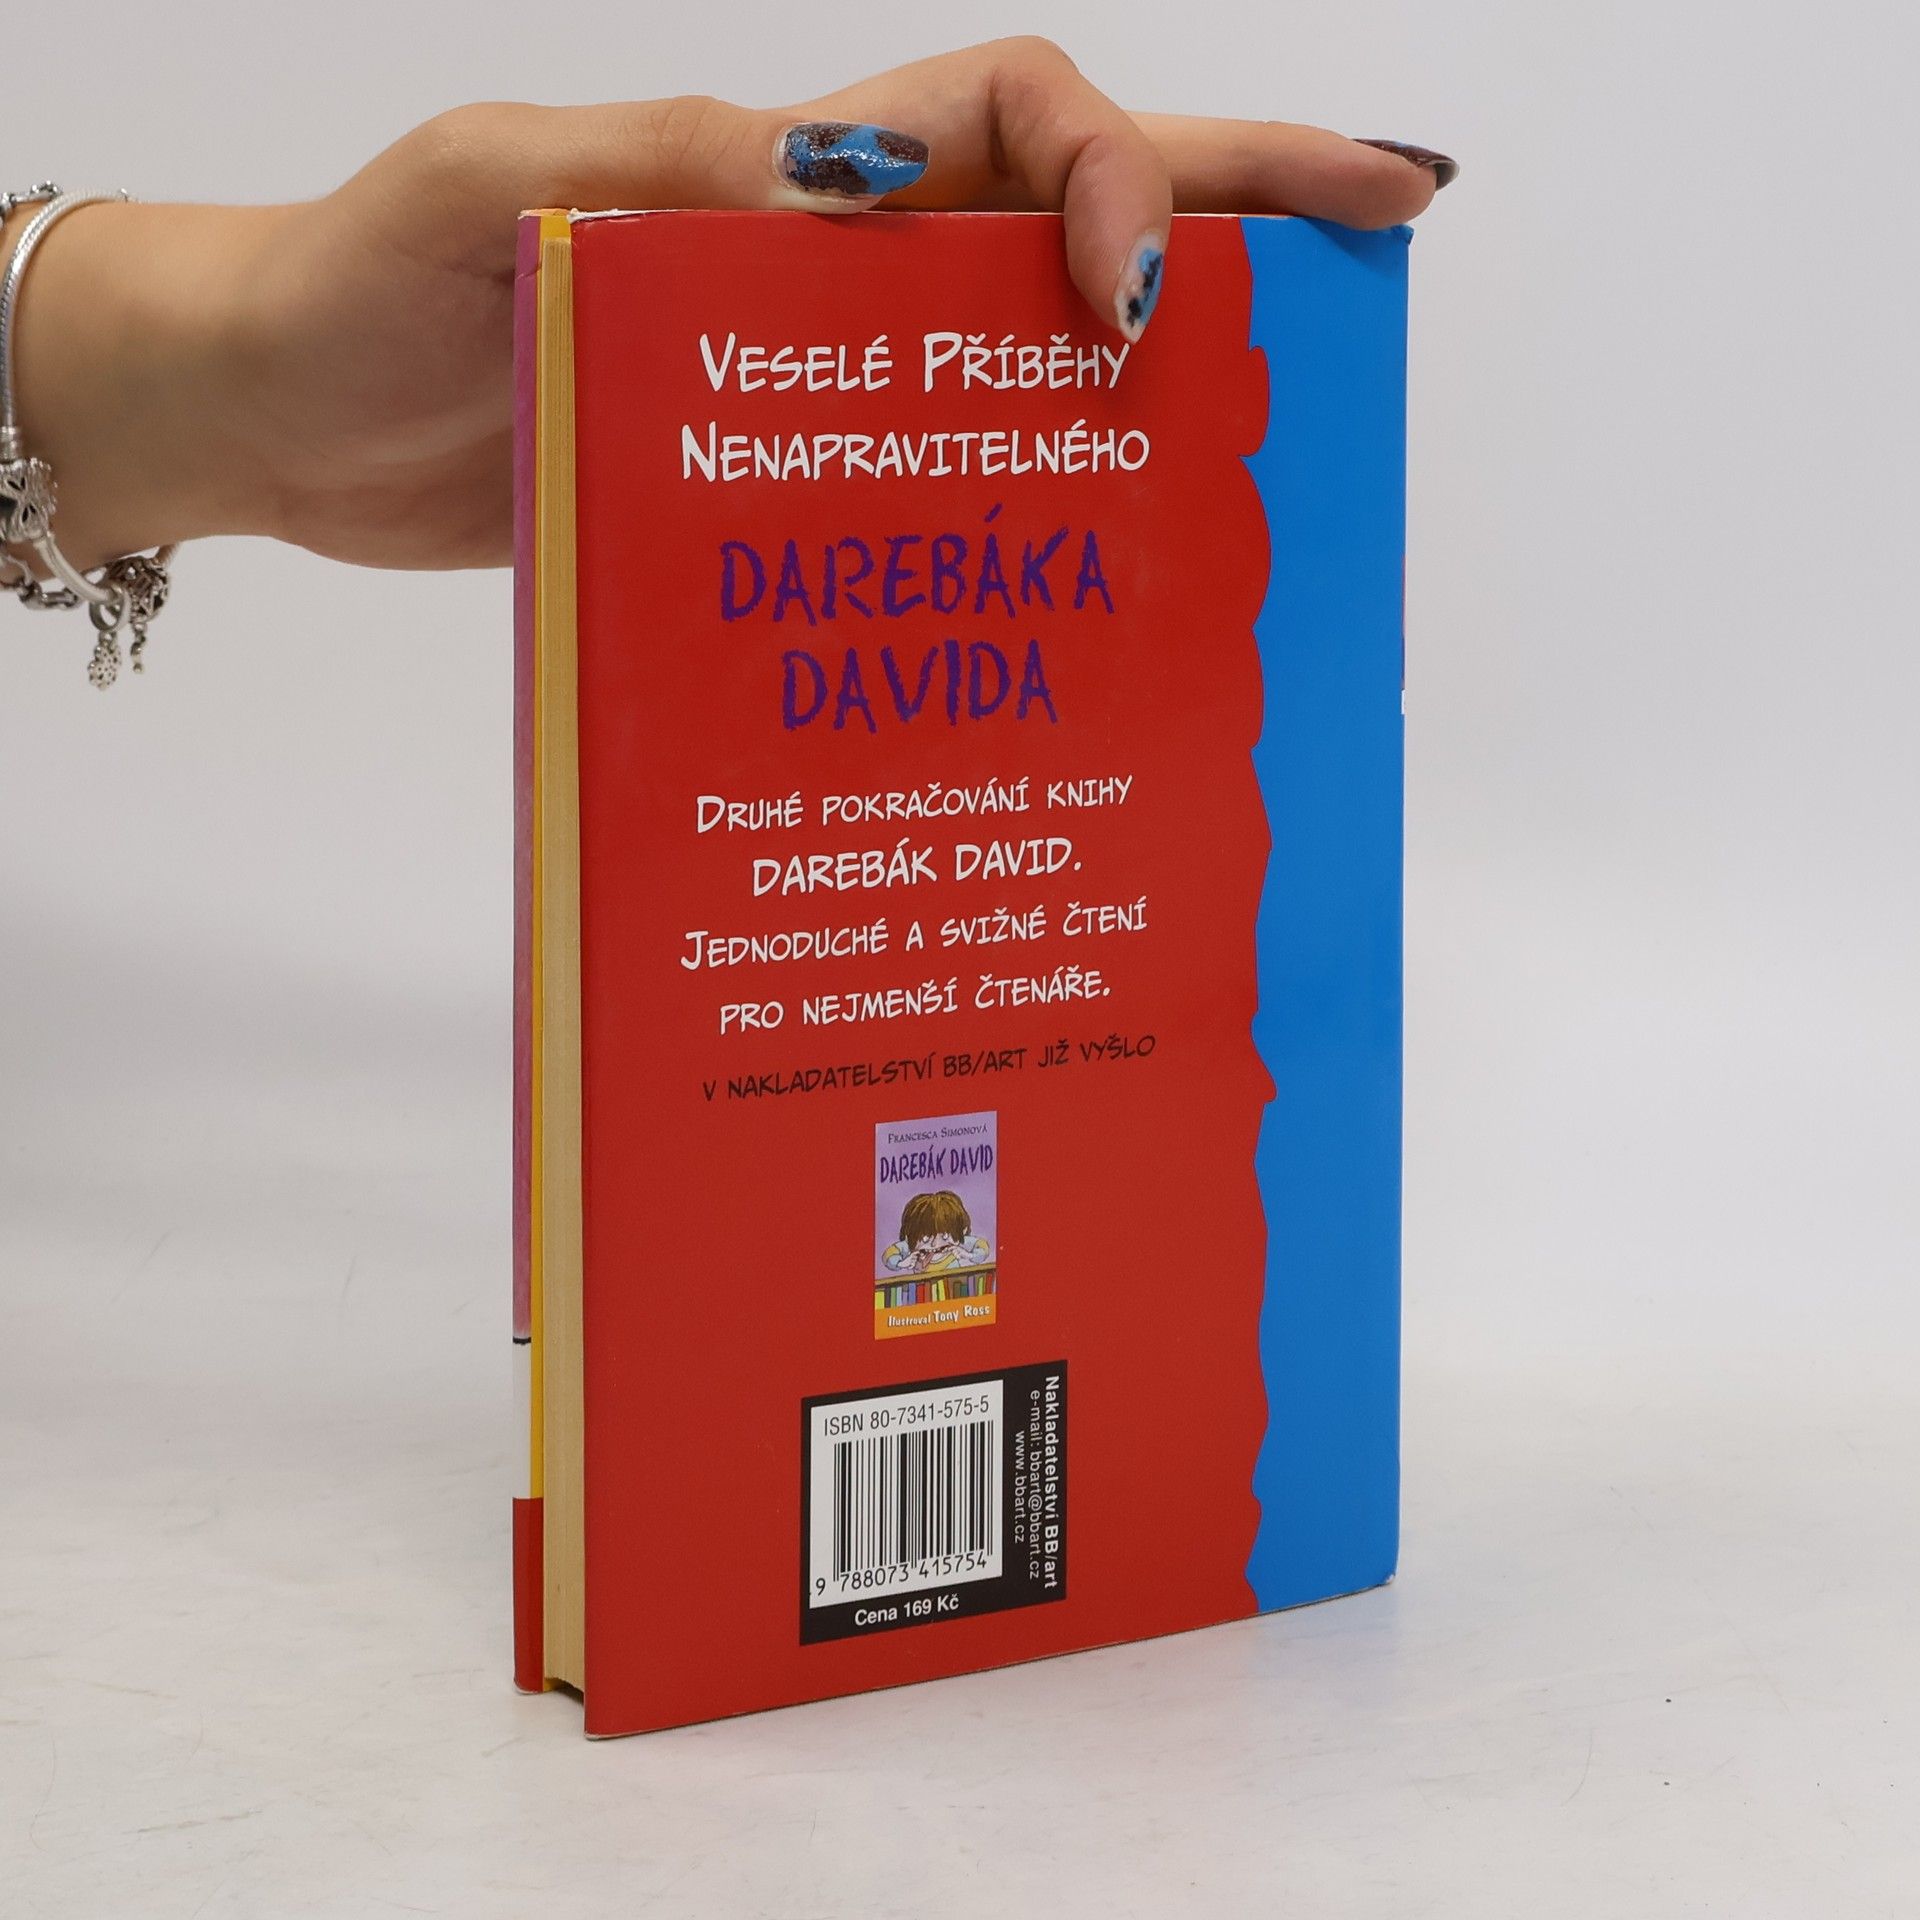 Veselé Příběhy
Nenapravitelného
DAREBÁKA
DAVIDA
Druhé pokračování knihy
DAREBÁK DAVID.
Jednoduché a svižné čtení
pro nejmenší čtenáře.
v nakladatelství BB/art již vyšlo
Francesca Simonová
DAREBÁK DAVID
Ilustroval Tony Ross
ISBN 80-7341-575-5
9 788073 415754
Cena 169 Kč
Nakladatelství BB/art
e-mail: bbart@bbart.cz
www.bbart.cz